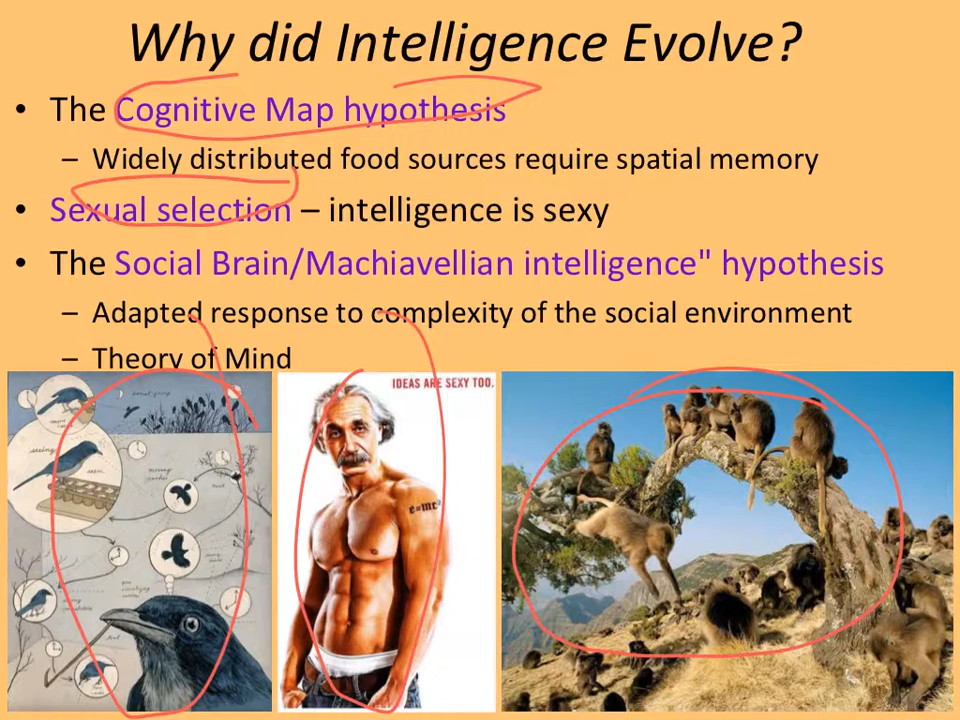 Why did Intelligence Evolve?
• The Cognitive Map hypothesis
– Widely distributed food sources require spatial memory
• Sexual selection – intelligence is sexy
• The Social Brain/Machiavellian intelligence" hypothesis
– Adapted response to complexity of the social environment
– Theory of Mind
IDEAS ARE SEXY TOO.
seeing
e=mc²